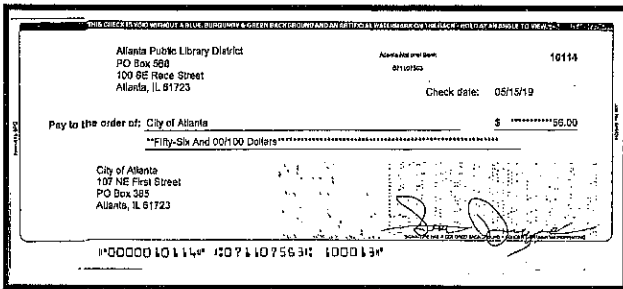 THIS CHECK IS VOID WITHOUT A BLUE, BURGUNDY & GREEN BACKGROUND AND AN ARTIFICIAL WATERMARK ON THE BACK - HOLD AT AN ANGLE TO VIEW
Atlanta Public Library District
PO Box 568
100 SE Race Street
Atlanta, IL 61723
Atlanta National Bank
10114
Check date: 05/15/19
Pay to the order of: City of Atlanta
$ **********56.00
**Fifty-Six And 00/100 Dollars**
City of Atlanta
107 NE First Street
PO Box 385
Atlanta, IL 61723
⑈0000010114⑈ ⑆071107563⑆ 100013⑈